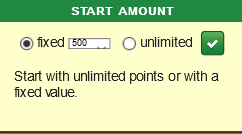 START AMOUNT
fixed 500 unlimited
Start with unlimited points or with a
fixed value.